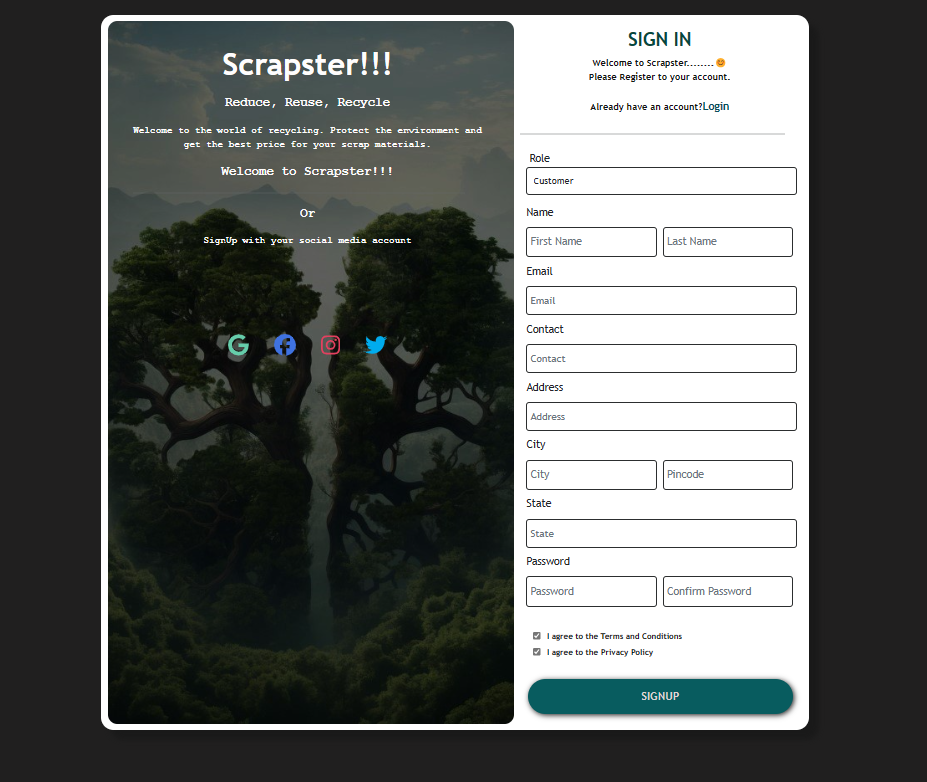 Scrapster!!!
Reduce, Reuse, Recycle
Welcome to the world of recycling. Protect the environment and
get the best price for your scrap materials.
Welcome to Scrapster!!!
Or
SignUp with your social media account
SIGN IN
Welcome to Scrapster........😊
Please Register to your account.
Already have an account?Login
Role
Customer
Name
First Name Last Name
Email
Email
Contact
Contact
Address
Address
City
City Pincode
State
State
Password
Password Confirm Password
I agree to the Terms and Conditions
I agree to the Privacy Policy
SIGNUP